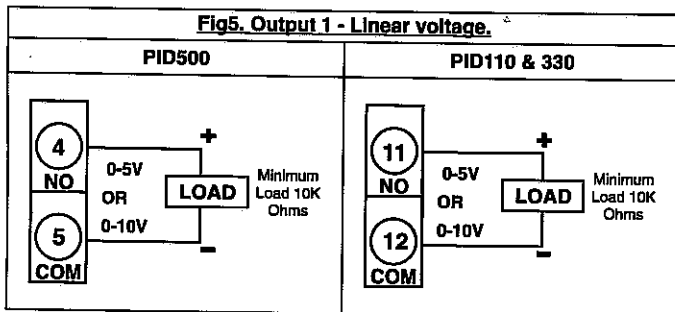 Fig5. Output 1 - Linear voltage.
PID500
4
NO
5
COM
0-5V
OR
0-10V
+
LOAD
-
Minimum
Load 10K
Ohms
PID110 & 330
11
NO
12
COM
0-5V
OR
0-10V
+
LOAD
-
Minimum
Load 10K
Ohms